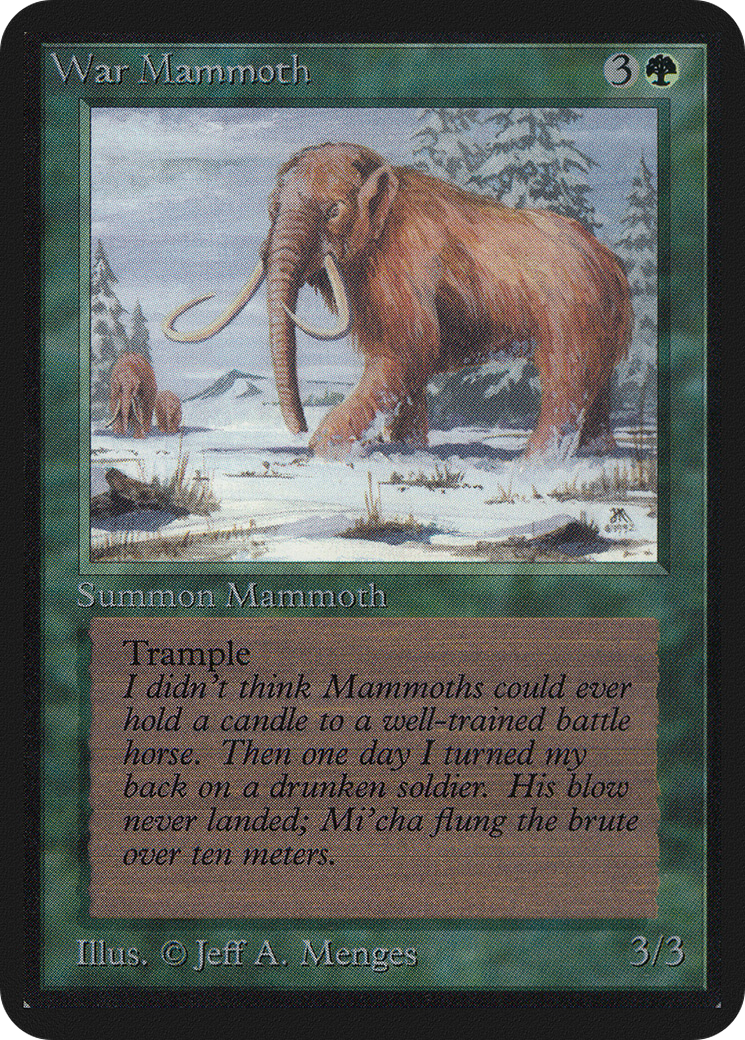 War Mammoth 3
Summon Mammoth
Trample
I didn't think Mammoths could ever
hold a candle to a well-trained battle
horse.  Then one day I turned my
back on a drunken soldier.  His blow
never landed; Mi'cha flung the brute
over ten meters.
Illus. © Jeff A. Menges 3/3